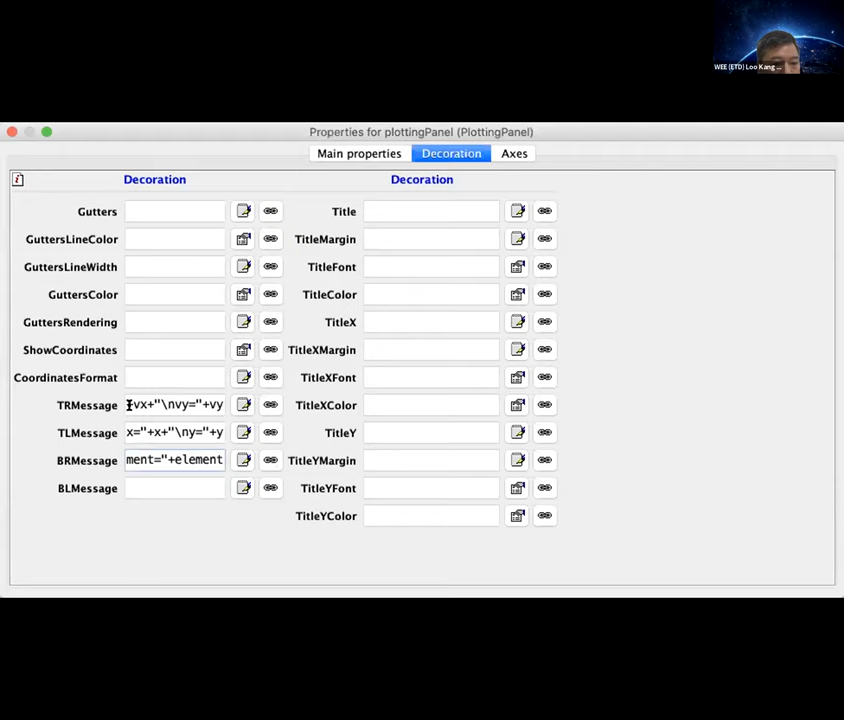 WEE (ETD) Loo Kang ...
Properties for plottingPanel (PlottingPanel)
Main properties
Decoration
Axes
Decoration
Decoration
Gutters
Title
GuttersLineColor
TitleMargin
GuttersLineWidth
TitleFont
GuttersColor
TitleColor
GuttersRendering
TitleX
ShowCoordinates
TitleXMargin
CoordinatesFormat
TitleXFont
TRMessage
vx+"\nvy="+vy
TitleXColor
TLMessage
x="+x+"\ny="+y
TitleY
BRMessage
ment="+element
TitleYMargin
BLMessage
TitleYFont
TitleYColor